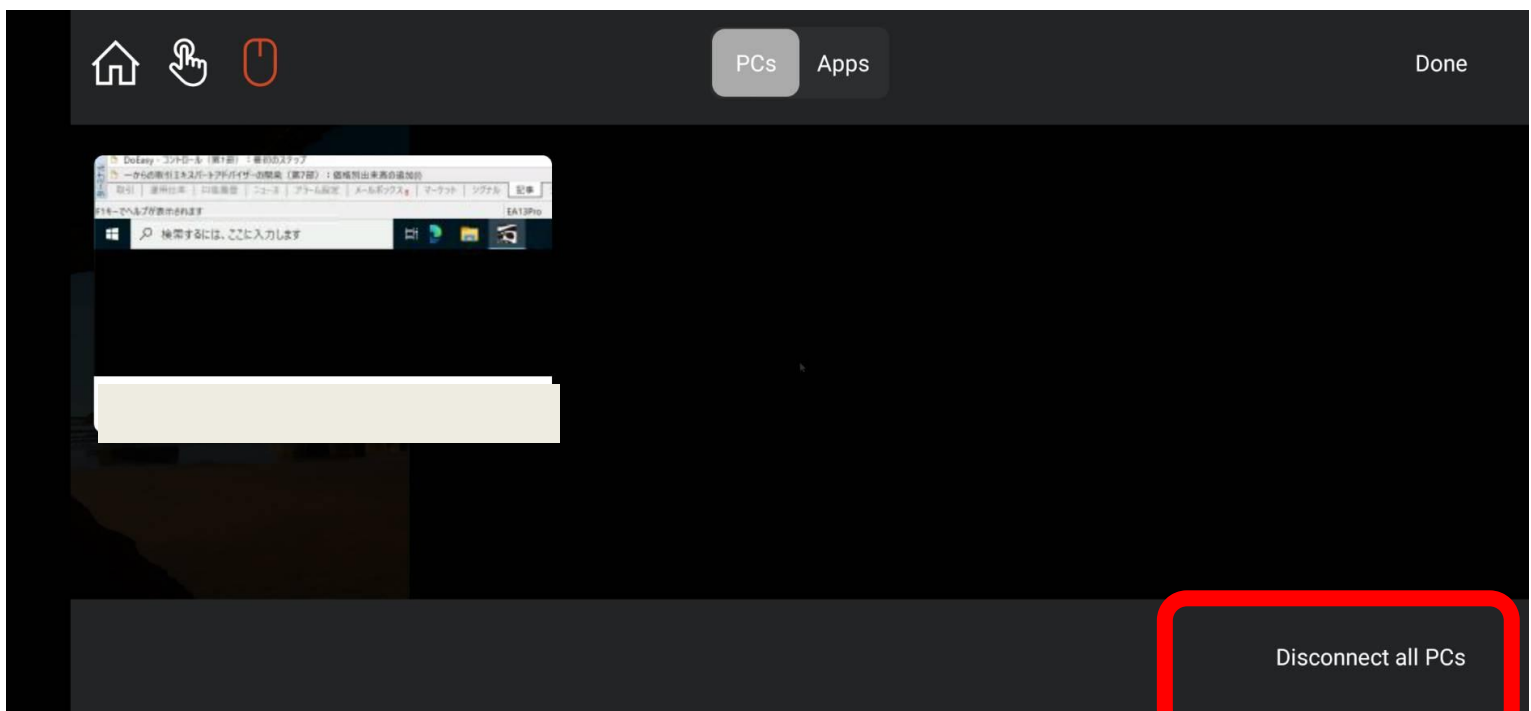 PCs
Apps
Done
DoEasy - コントロール（第1部）：最初のステップ
一からの取引エキスパートアドバイザーの開発（第7部）：価格別出来高の追加(I)
取引 | 運用比率 | 口座履歴 | ニュース | アラーム設定 | メールボックス | マーケット | シグナル | 記事
F1キーでヘルプが表示されます
EA13Pro
検索するには、ここに入力します
Disconnect all PCs